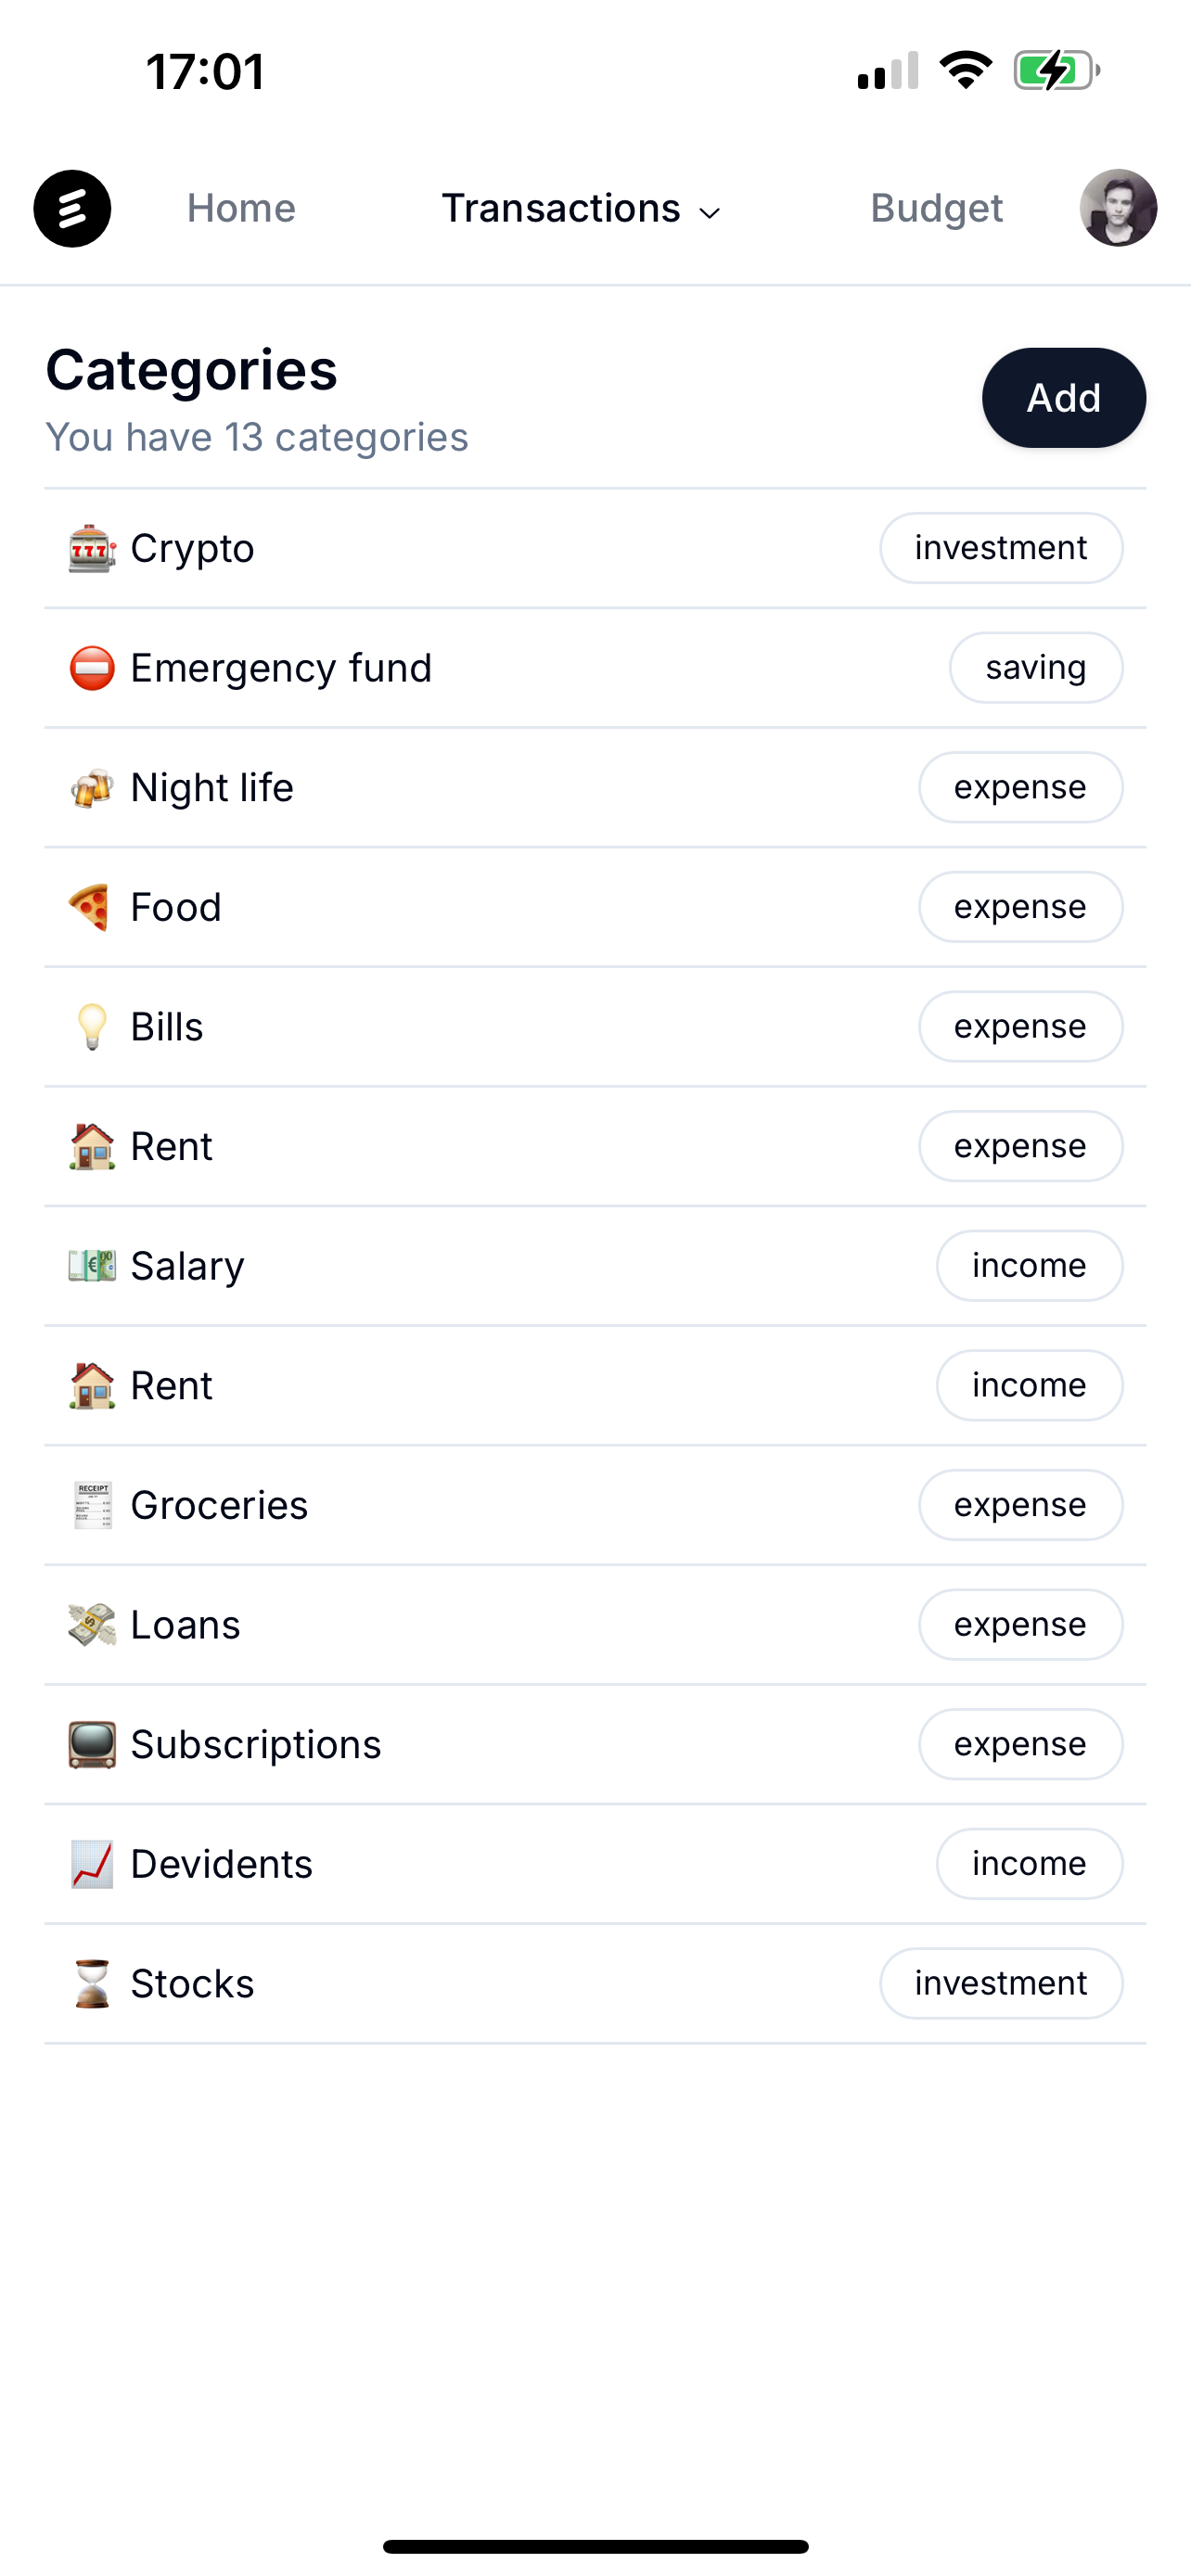 17:01
Home Transactions Budget
Categories
Add
You have 13 categories
Crypto investment
Emergency fund saving
Night life expense
Food expense
Bills expense
Rent expense
Salary income
Rent income
Groceries expense
Loans expense
Subscriptions expense
Devidents income
Stocks investment